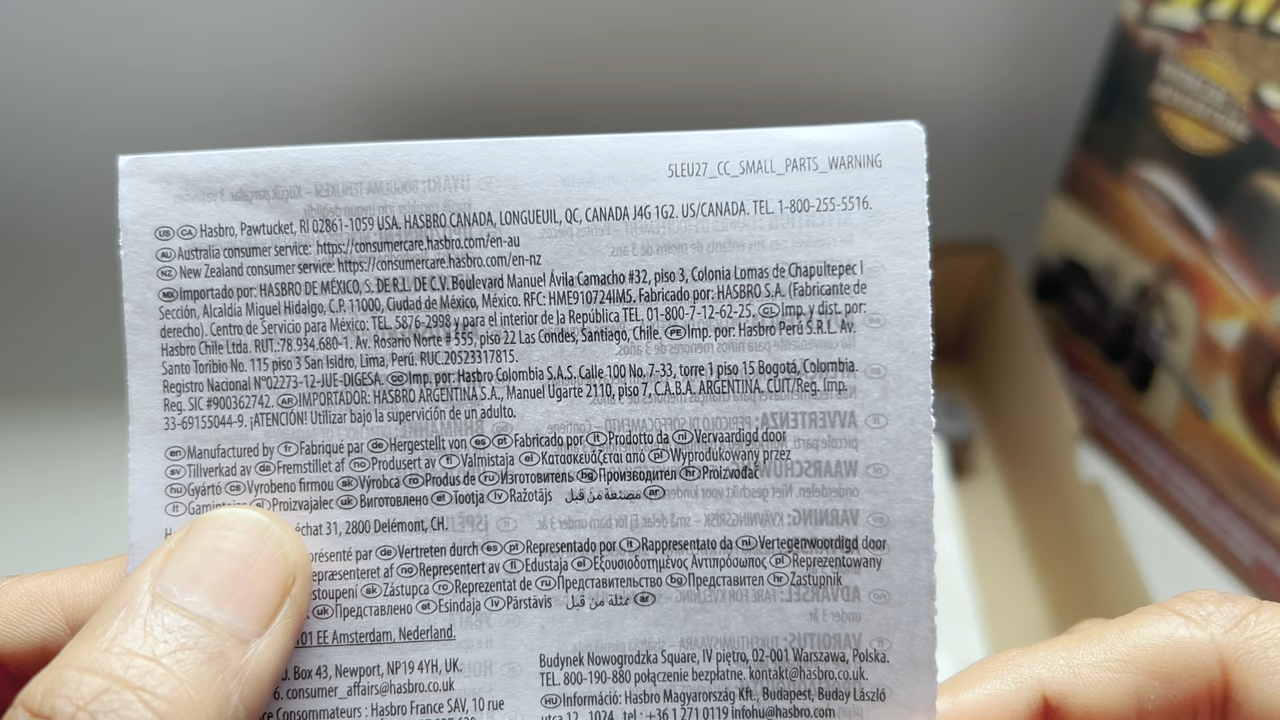 5LEU27_CC_SMALL_PARTS_WARNING
US CA Hasbro, Pawtucket, RI 02861-1059 USA. HASBRO CANADA, LONGUEUIL, QC, CANADA J4G 1G2. US/CANADA. TEL. 1-800-255-5516.
AU Australia consumer service: https://consumercare.hasbro.com/en-au
NZ New Zealand consumer service: https://consumercare.hasbro.com/en-nz
MX Importado por: HASBRO DE MÉXICO, S. DE R.L. DE C.V. Boulevard Manuel Ávila Camacho #32, piso 3, Colonia Lomas de Chapultepec I
Sección, Alcaldía Miguel Hidalgo, C.P. 11000, Ciudad de México, México. RFC: HME910724IM5. Fabricado por: HASBRO S.A. (Fabricante de
derecho). Centro de Servicio para México: TEL. 5876-2998 y para el interior de la República TEL. 01-800-7-12-62-25. CL Imp. y dist. por:
Hasbro Chile Ltda. RUT.:78.934.680-1. Av. Rosario Norte # 555, piso 22 Las Condes, Santiago, Chile. PE Imp. por: Hasbro Perú S.R.L. Av.
Santo Toribio No. 115 piso 3 San Isidro, Lima, Perú. RUC.20523317815.
Registro Nacional N°02273-12-JUE-DIGESA. CO Imp. por: Hasbro Colombia S.A.S. Calle 100 No. 7-33, torre 1 piso 15 Bogotá, Colombia.
Reg. SIC #900362742. AR IMPORTADOR: HASBRO ARGENTINA S.A., Manuel Ugarte 2110, piso 7, C.A.B.A. ARGENTINA. CUIT/Reg. Imp.
33-69155044-9. ¡ATENCIÓN! Utilizar bajo la supervisión de un adulto.
en Manufactured by fr Fabriqué par de Hergestellt von es pt Fabricado por it Prodotto da nl Vervaardigd door
sv Tillverkad av da Fremstillet af no Produsert av fi Valmistaja el Κατασκευάζεται από pl Wyprodukowany przez
hu Gyártó cs Vyrobeno firmou sk Výrobca ro Produs de ru Изготовитель bg Производител hr Proizvođač
lt Gamintojas sl Proizvajalec uk Виготовлено et Tootja lv Ražotājs مصنعة من قبل ar
échat 31, 2800 Delémont, CH.
présenté par de Vertreten durch es pt Representado por it Rappresentato da nl Vertegenwoordigd door
epræsenteret af no Representert av fi Edustaja el Εξουσιοδοτημένος Αντιπρόσωπος pl Reprezentowany
stoupení sk Zástupca ro Reprezentat de ru Представительство bg Представител hr Zastupnik
uk Представлено et Esindaja lv Pārstāvis ممثلة من قبل ar
01 EE Amsterdam, Nederland.
. Box 43, Newport, NP19 4YH, UK.
6. consumer_affairs@hasbro.co.uk
ce Consommateurs : Hasbro France SAV, 10 rue
Budynek Nowogrodzka Square, IV piętro, 02-001 Warszawa, Polska.
TEL. 800-190-880 połączenie bezpłatne. kontakt@hasbro.co.uk.
HU Információ: Hasbro Magyarország Kft., Budapest, Buday László
utca 12., 1024, tel.: +36 1 271 0119 infohu@hasbro.com